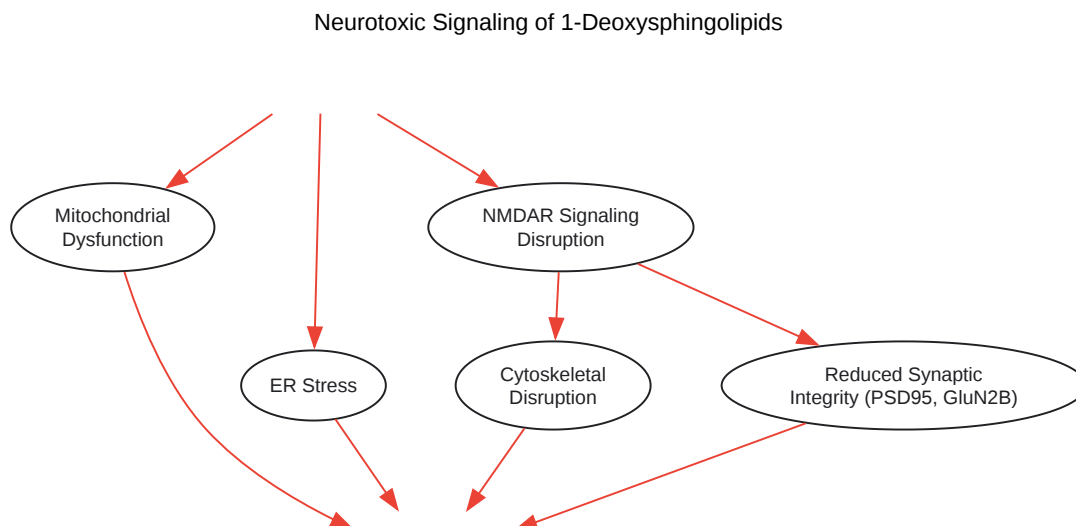 Neurotoxic Signaling of 1-Deoxysphingolipids
Mitochondrial
Dysfunction
NMDAR Signaling
Disruption
ER Stress
Cytoskeletal
Disruption
Reduced Synaptic
Integrity (PSD95, GluN2B)